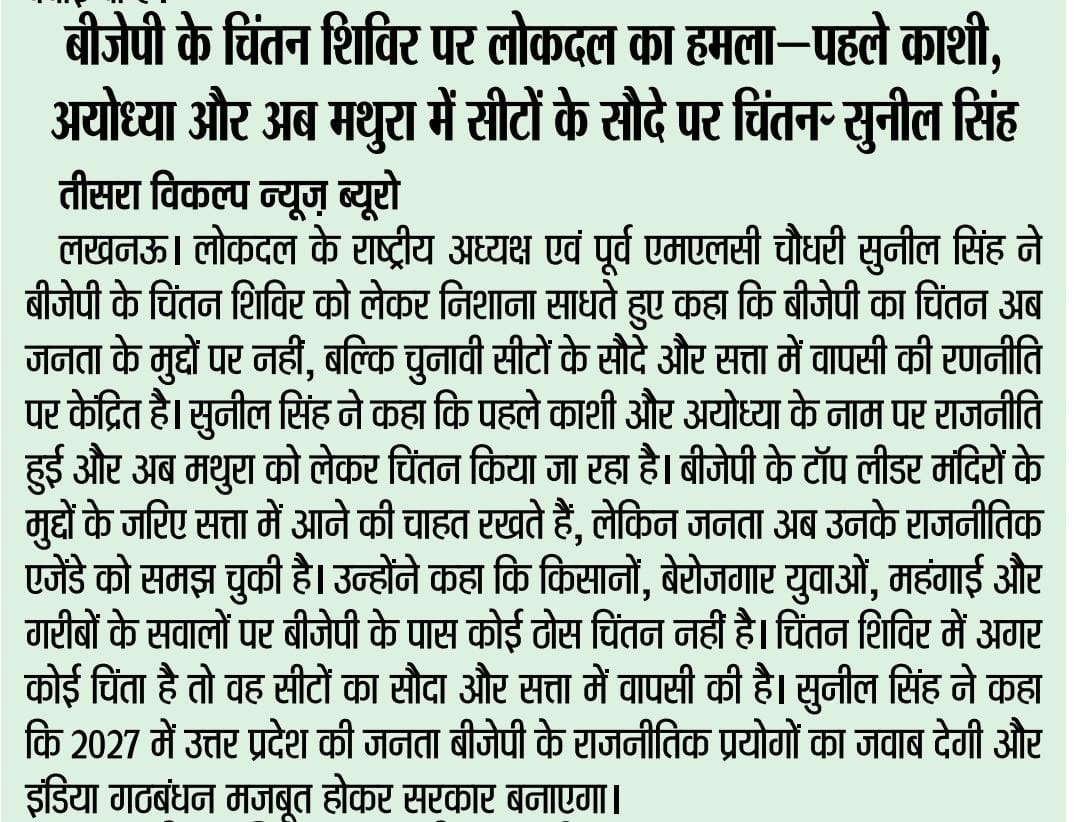 बीजेपी के चिंतन शिविर पर लोकदल का हमला–पहले काशी,
अयोध्या और अब मथुरा में सीटों के सौदे पर चिंतन- सुनील सिंह
तीसरा विकल्प न्यूज़ ब्यूरो
लखनऊ। लोकदल के राष्ट्रीय अध्यक्ष एवं पूर्व एमएलसी चौधरी सुनील सिंह ने
बीजेपी के चिंतन शिविर को लेकर निशाना साधते हुए कहा कि बीजेपी का चिंतन अब
जनता के मुद्दों पर नहीं, बल्कि चुनावी सीटों के सौदे और सत्ता में वापसी की रणनीति
पर केंद्रित है। सुनील सिंह ने कहा कि पहले काशी और अयोध्या के नाम पर राजनीति
हुई और अब मथुरा को लेकर चिंतन किया जा रहा है। बीजेपी के टॉप लीडर मंदिरों के
मुद्दों के जरिए सत्ता में आने की चाहत रखते हैं, लेकिन जनता अब उनके राजनीतिक
एजेंडे को समझ चुकी है। उन्होंने कहा कि किसानों, बेरोजगार युवाओं, महंगाई और
गरीबों के सवालों पर बीजेपी के पास कोई ठोस चिंतन नहीं है। चिंतन शिविर में अगर
कोई चिंता है तो वह सीटों का सौदा और सत्ता में वापसी की है। सुनील सिंह ने कहा
कि 2027 में उत्तर प्रदेश की जनता बीजेपी के राजनीतिक प्रयोगों का जवाब देगी और
इंडिया गठबंधन मजबूत होकर सरकार बनाएगा।